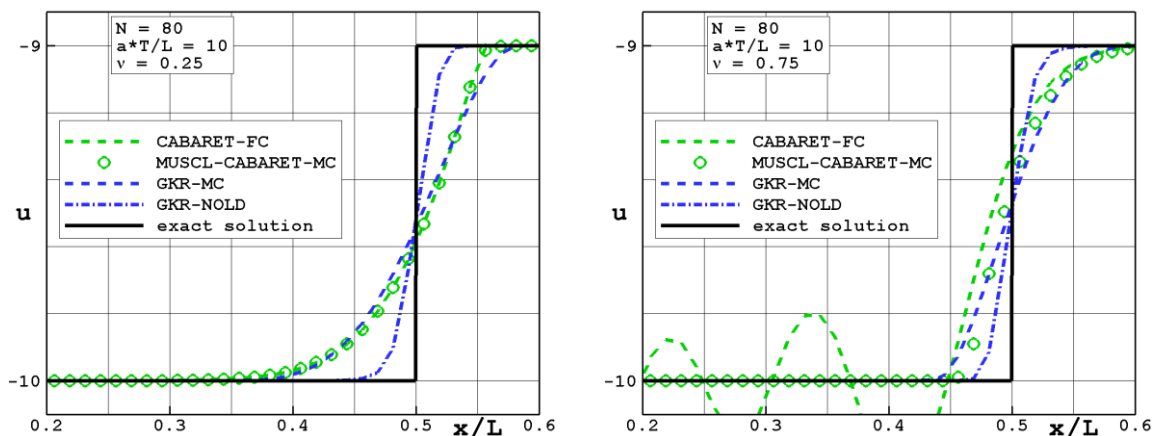 N = 80
a*T/L = 10
ν = 0.25
-9
CABARET-FC
MUSCL-CABARET-MC
GKR-MC
GKR-NOLD
exact solution
u
-10
0.2
0.3
0.4
0.5
x/L
0.6
N = 80
a*T/L = 10
ν = 0.75
-9
CABARET-FC
MUSCL-CABARET-MC
GKR-MC
GKR-NOLD
exact solution
u
-10
0.2
0.3
0.4
0.5
x/L
0.6